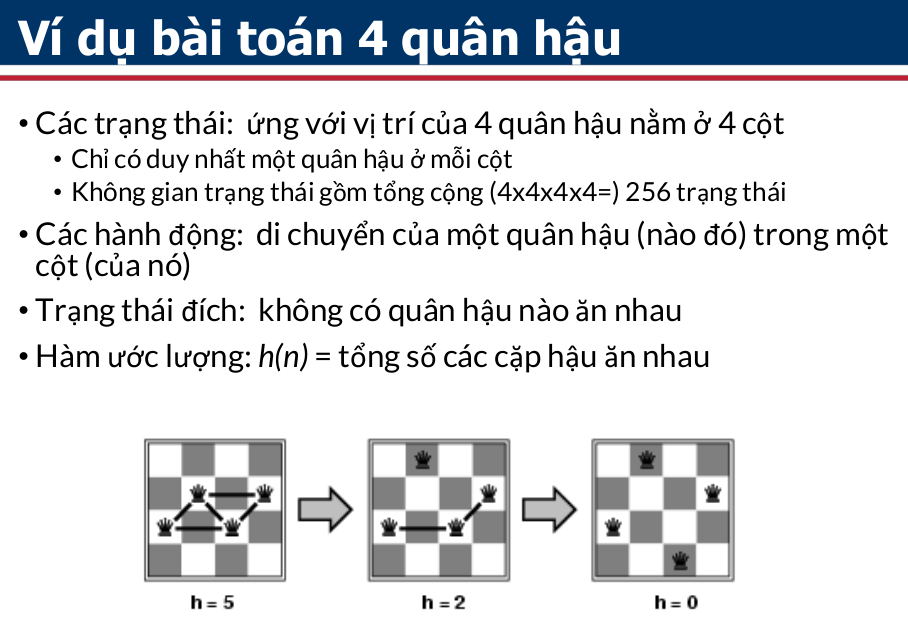 Ví dụ bài toán 4 quân hậu
• Các trạng thái: ứng với vị trí của 4 quân hậu nằm ở 4 cột
• Chỉ có duy nhất một quân hậu ở mỗi cột
• Không gian trạng thái gồm tổng cộng (4x4x4x4=) 256 trạng thái
• Các hành động: di chuyển của một quân hậu (nào đó) trong một
cột (của nó)
• Trạng thái đích: không có quân hậu nào ăn nhau
• Hàm ước lượng: h(n) = tổng số các cặp hậu ăn nhau
h = 5
h = 2
h = 0